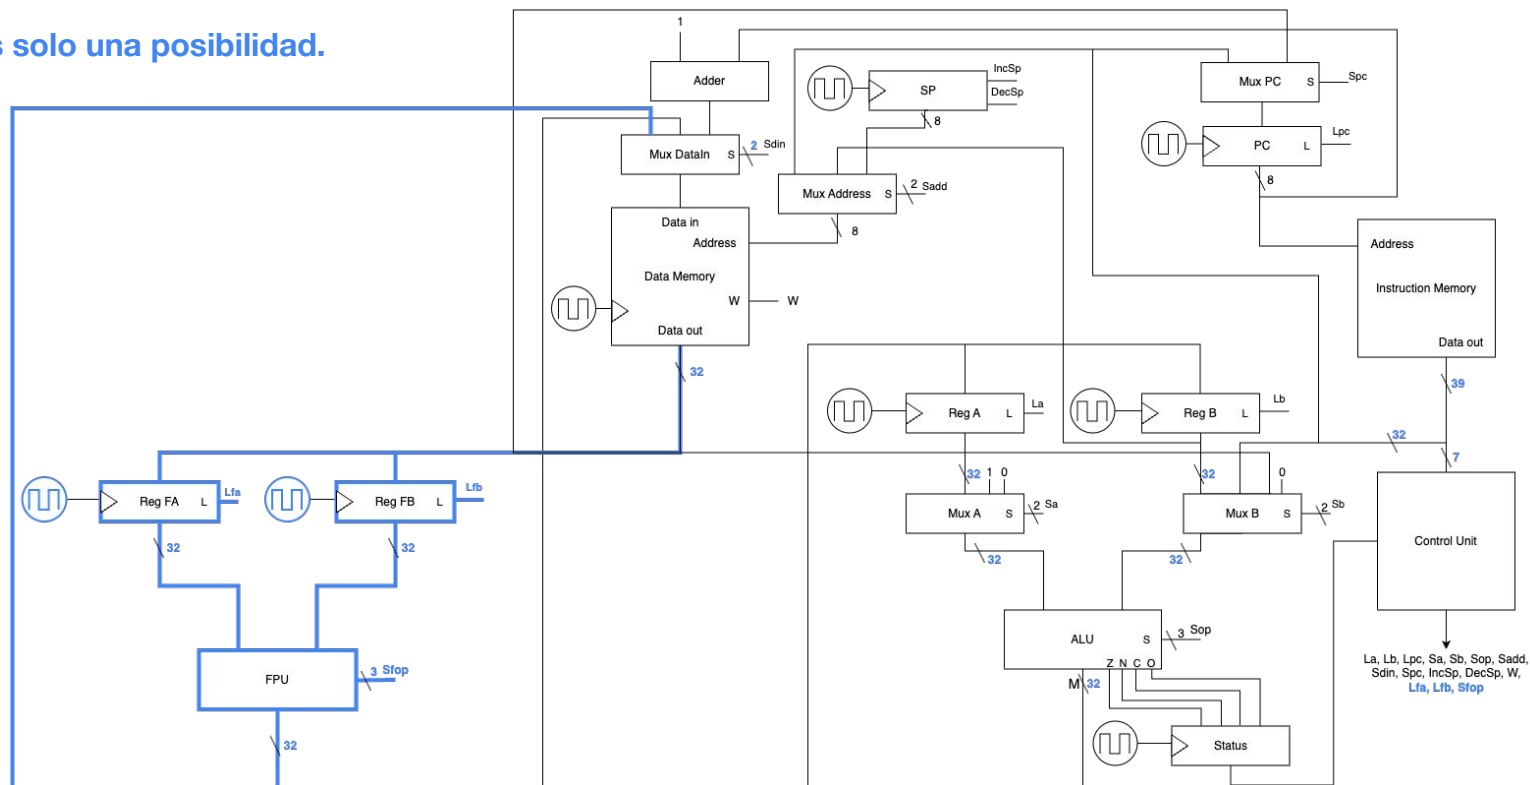 s solo una posibilidad.
1
Adder
Mux DataIn S 2 Sdin
SP
IncSp
DecSp
8
Mux Address S 2 Sadd
8
Mux PC S Spc
PC L Lpc
8
Data in
Address
Data Memory
W W
Data out
32
Address
Instruction Memory
Data out
39
32
7
Reg A L La
Reg B L Lb
32 1 0
32 0
Mux A S 2 Sa
Mux B S 2 Sb
32
32
Reg FA L Lfa
Reg FB L Lfb
32
32
FPU
3 Sfop
32
ALU S 3 Sop
Z N C O
M 32
Status
Control Unit
La, Lb, Lpc, Sa, Sb, Sop, Sadd,
Sdin, Spc, IncSp, DecSp, W,
Lfa, Lfb, Sfop